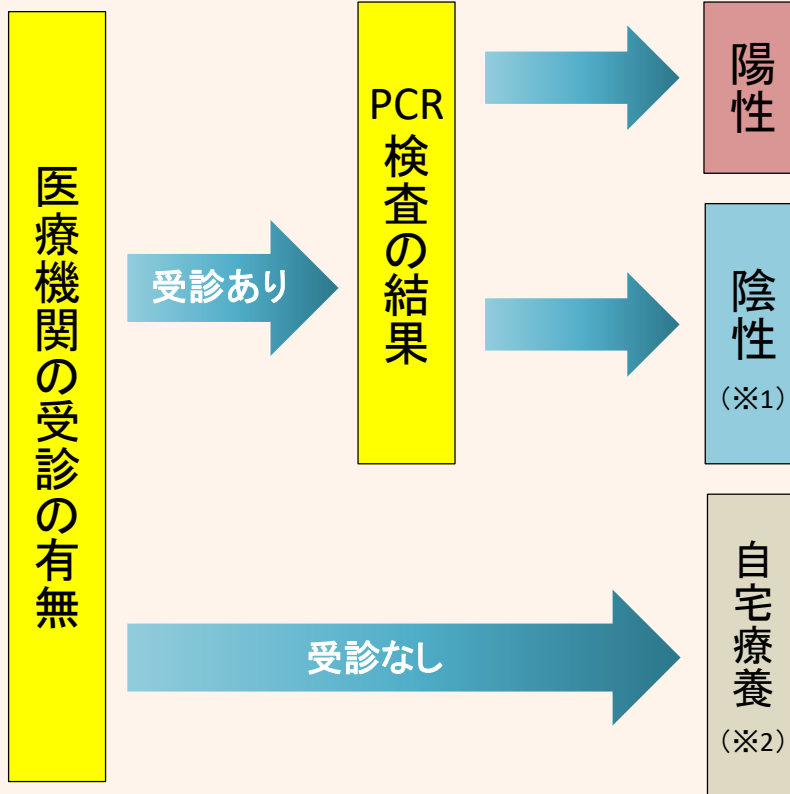 医療機関の受診の有無
受診あり
PCR
検査の結果
陽性
陰性
（※1）
受診なし
自宅療養
（※2）